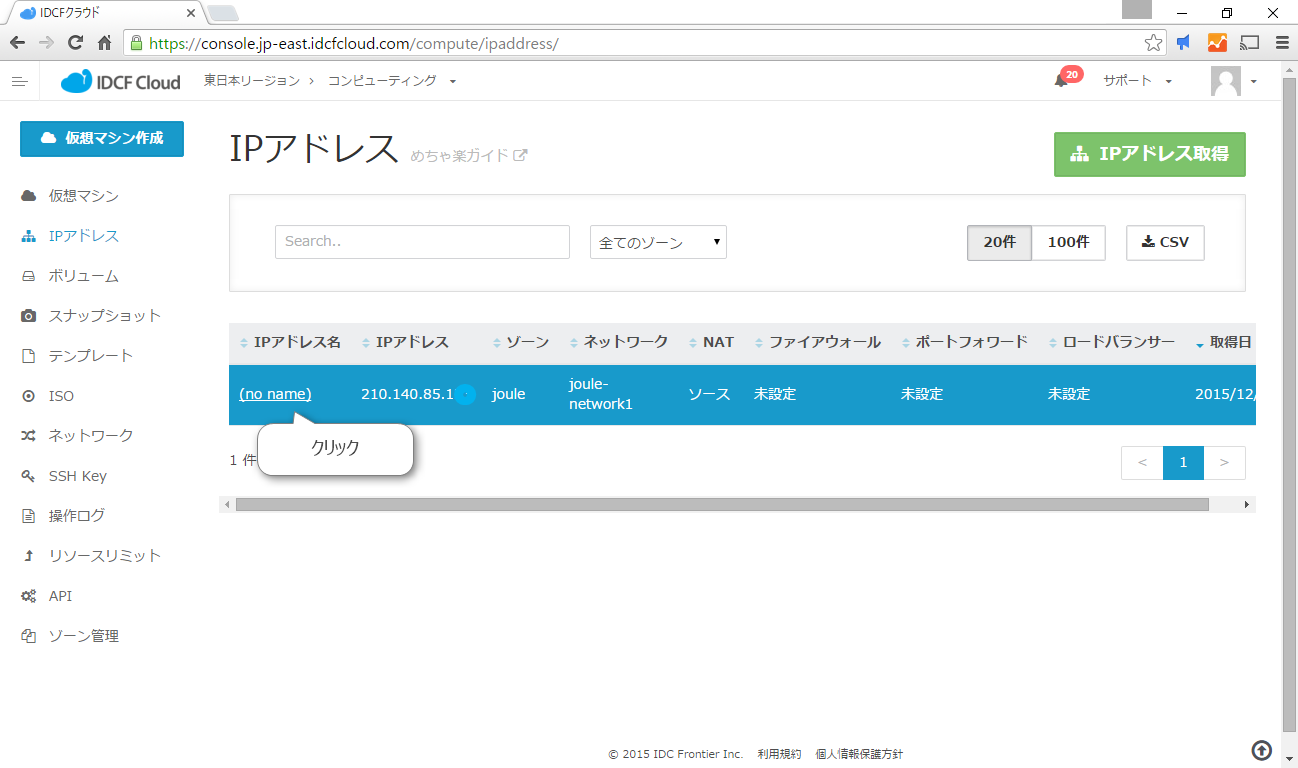 IDCFクラウド
https://console.jp-east.idcfcloud.com/compute/ipaddress/
IDCF Cloud
東日本リージョン > コンピューティング
20
サポート
仮想マシン作成
仮想マシン
IPアドレス
ボリューム
スナップショット
テンプレート
ISO
ネットワーク
SSH Key
操作ログ
リソースリミット
API
ゾーン管理
IPアドレス めちゃ楽ガイド
IPアドレス取得
Search..
全てのゾーン
20件 100件
CSV
IPアドレス名 IPアドレス ゾーン ネットワーク NAT ファイアウォール ポートフォワード ロードバランサー 取得日
(no name) 210.140.85.1 joule joule-network1 ソース 未設定 未設定 未設定 2015/12/
クリック
1 件
< 1 >
© 2015 IDC Frontier Inc. 利用規約 個人情報保護方針